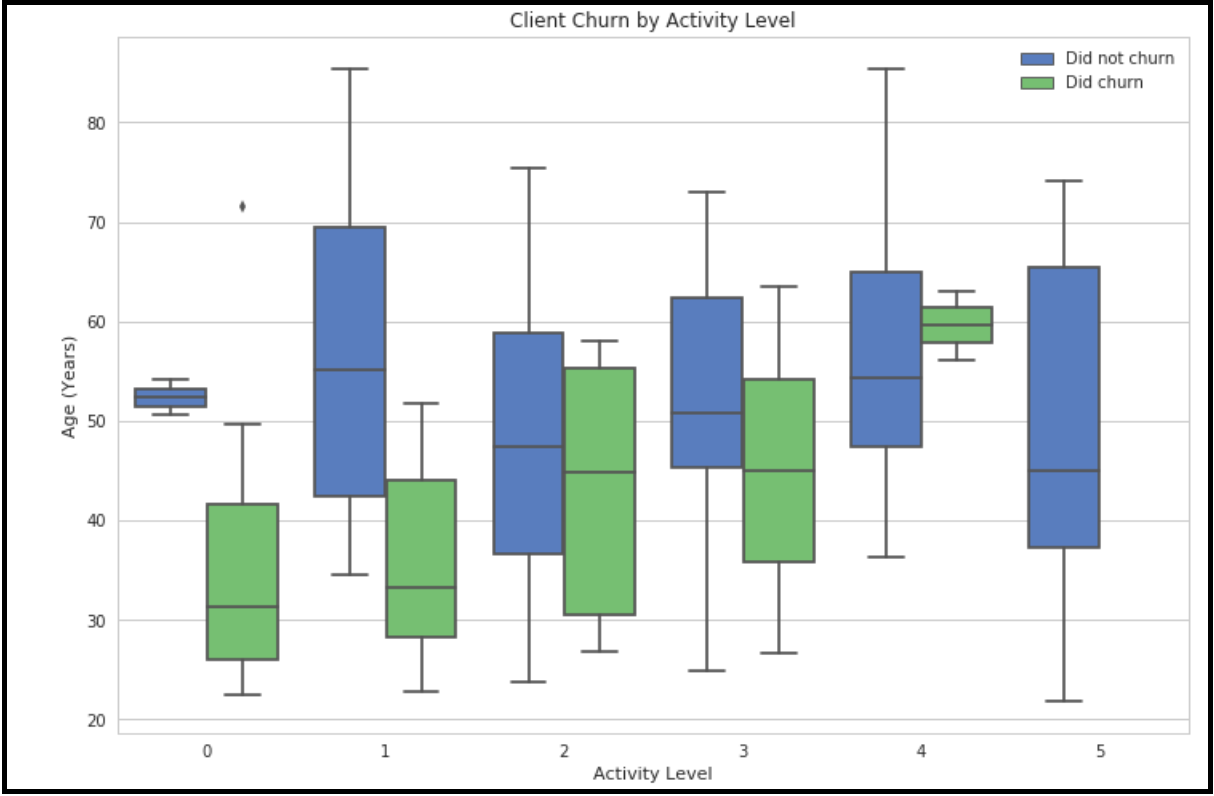 Client Churn by Activity Level
Did not churn
Did churn
80
70
60
50
40
30
20
Age (Years)
0 1 2 3 4 5
Activity Level